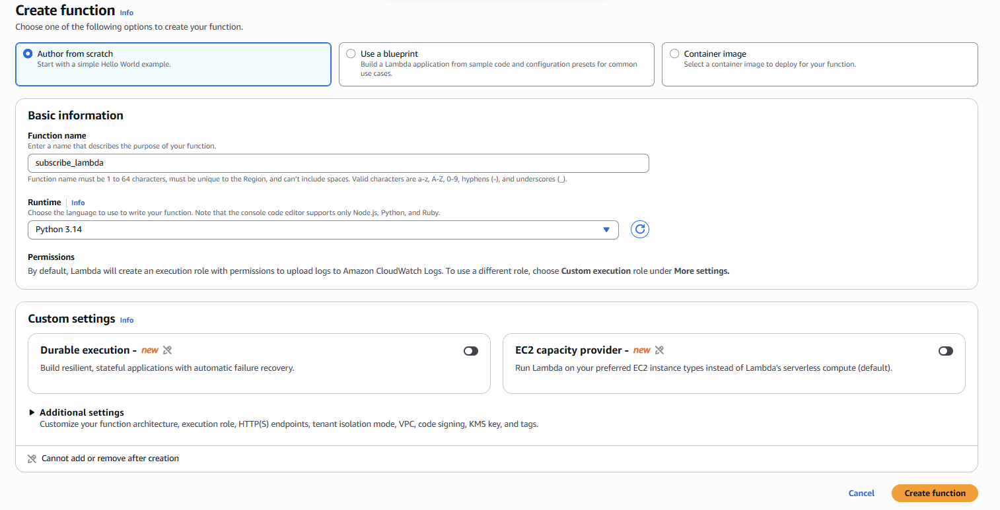 Create function Info
Choose one of the following options to create your function.
Author from scratch
Start with a simple Hello World example.
Use a blueprint
Build a Lambda application from sample code and configuration presets for common
use cases.
Container image
Select a container image to deploy for your function.
Basic information
Function name
Enter a name that describes the purpose of your function.
subscribe_lambda
Function name must be 1 to 64 characters, must be unique to the Region, and can't include spaces. Valid characters are a-z, A-Z, 0-9, hyphens (-), and underscores (_).
Runtime | Info
Choose the language to use to write your function. Note that the console code editor supports only Node.js, Python, and Ruby.
Python 3.14
Permissions
By default, Lambda will create an execution role with permissions to upload logs to Amazon CloudWatch Logs. To use a different role, choose Custom execution role under More settings.
Custom settings Info
Durable execution - new
Build resilient, stateful applications with automatic failure recovery.
EC2 capacity provider - new
Run Lambda on your preferred EC2 instance types instead of Lambda's serverless compute (default).
Additional settings
Customize your function architecture, execution role, HTTP(S) endpoints, tenant isolation mode, VPC, code signing, KMS key, and tags.
Cannot add or remove after creation
Cancel
Create function